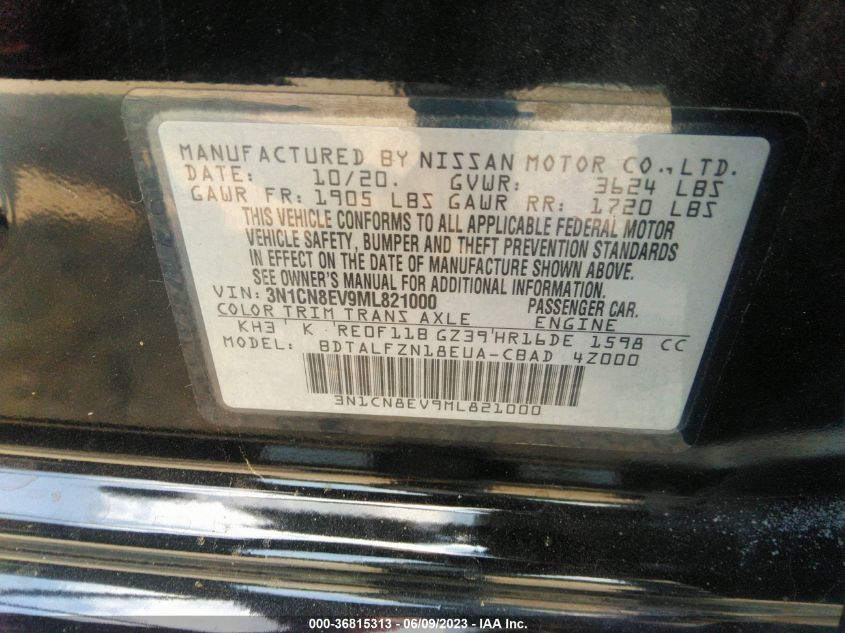 MANUFACTURED BY NISSAN MOTOR CO., LTD.
DATE: 10/20. GVWR: 3624 LBS
GAWR FR: 1905 LBS GAWR RR: 1720 LBS
THIS VEHICLE CONFORMS TO ALL APPLICABLE FEDERAL MOTOR
VEHICLE SAFETY, BUMPER AND THEFT PREVENTION STANDARDS
IN EFFECT ON THE DATE OF MANUFACTURE SHOWN ABOVE.
SEE OWNER'S MANUAL FOR ADDITIONAL INFORMATION.
VIN: 3N1CN8EV9ML821000 PASSENGER CAR.
COLOR TRIM TRANS AXLE ENGINE
KH3 ' K ' RE0F11B GZ39 ' HR16DE 1598 CC
MODEL: BDTALFZN18EUA-CBAD 4Z000
3N1CN8EV9ML821000
000-36815313 — 06/09/2023 — IAA Inc.